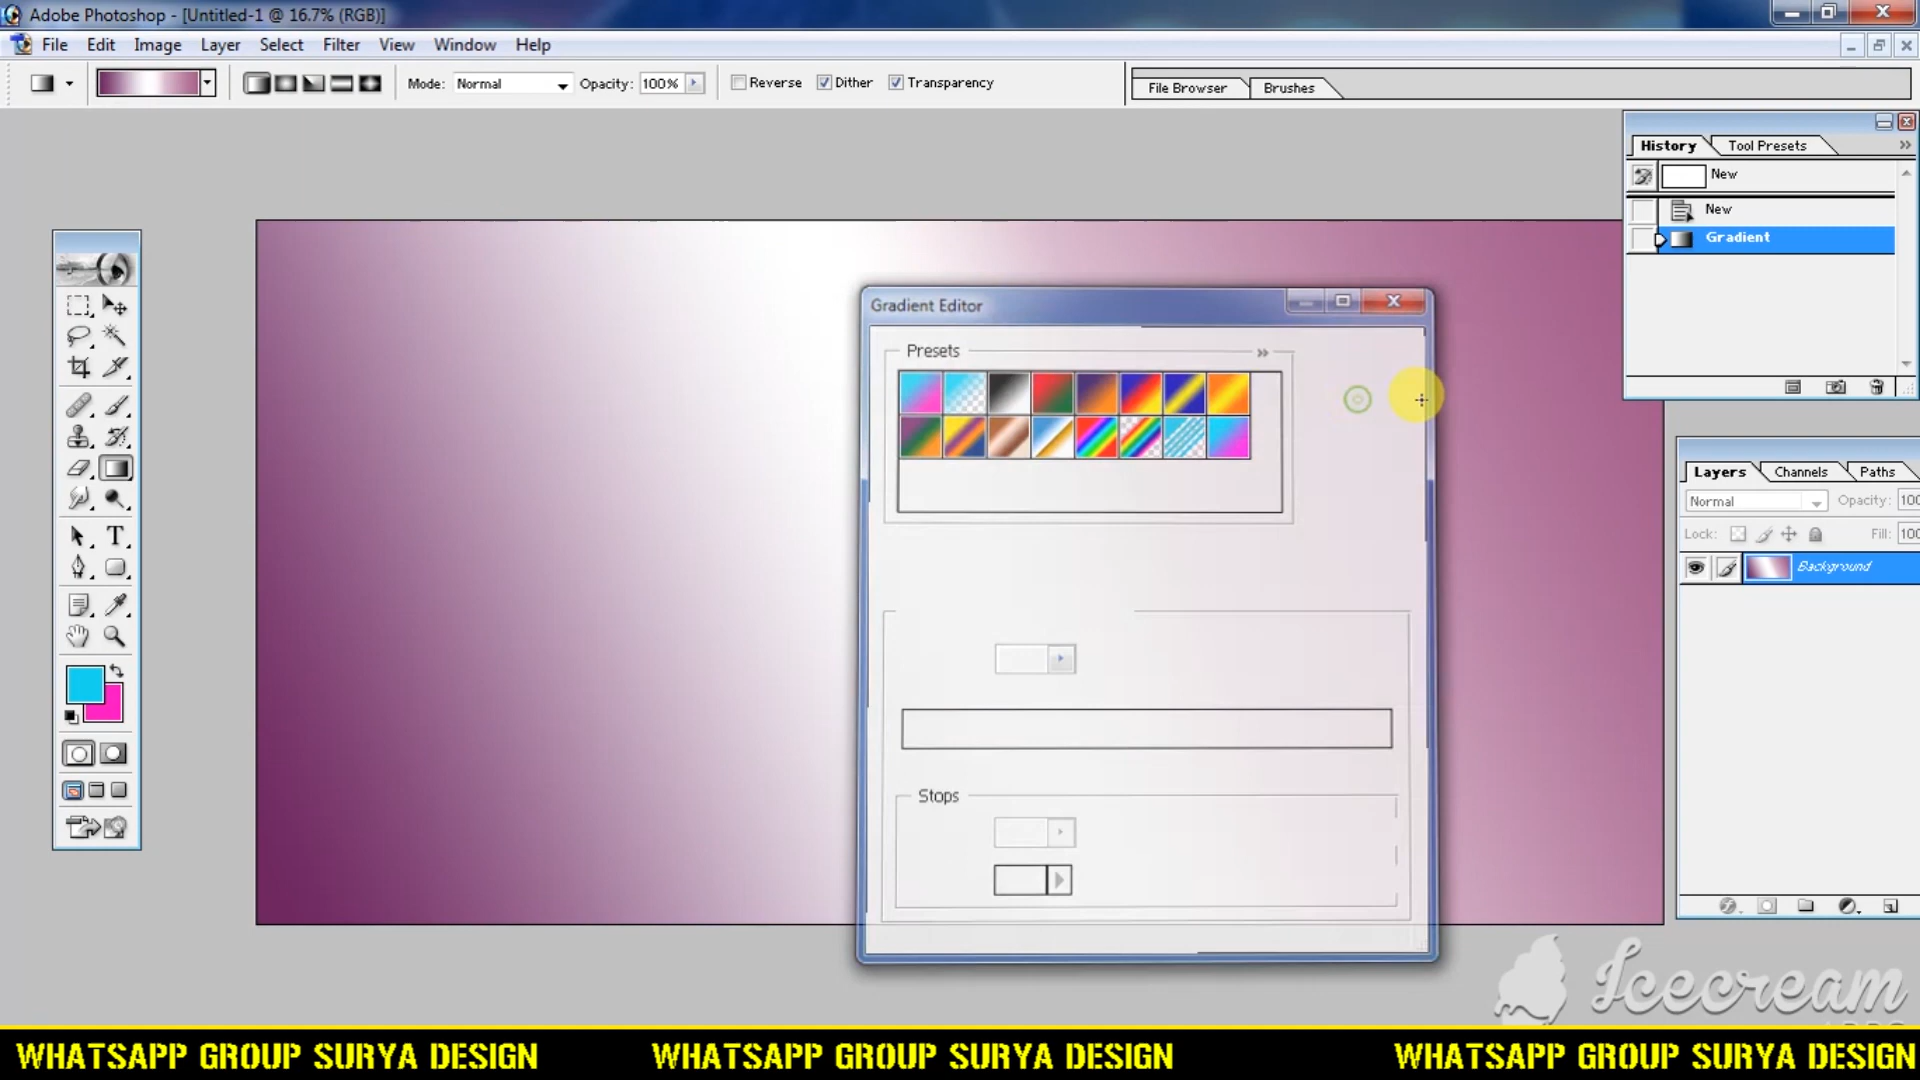 Adobe Photoshop - [Untitled-1 @ 16.7% (RGB)]
File Edit Image Layer Select Filter View Window Help
Mode: Normal Opacity: 100% Reverse Dither Transparency
File Browser Brushes
History Tool Presets
New
New
Gradient
Gradient Editor
Presets
Stops
T
Layers Channels Paths
Normal Opacity: 100
Lock: Fill: 100
Background
Icecream
WHATSAPP GROUP SURYA DESIGN WHATSAPP GROUP SURYA DESIGN WHATSAPP GROUP SURYA DESIGN